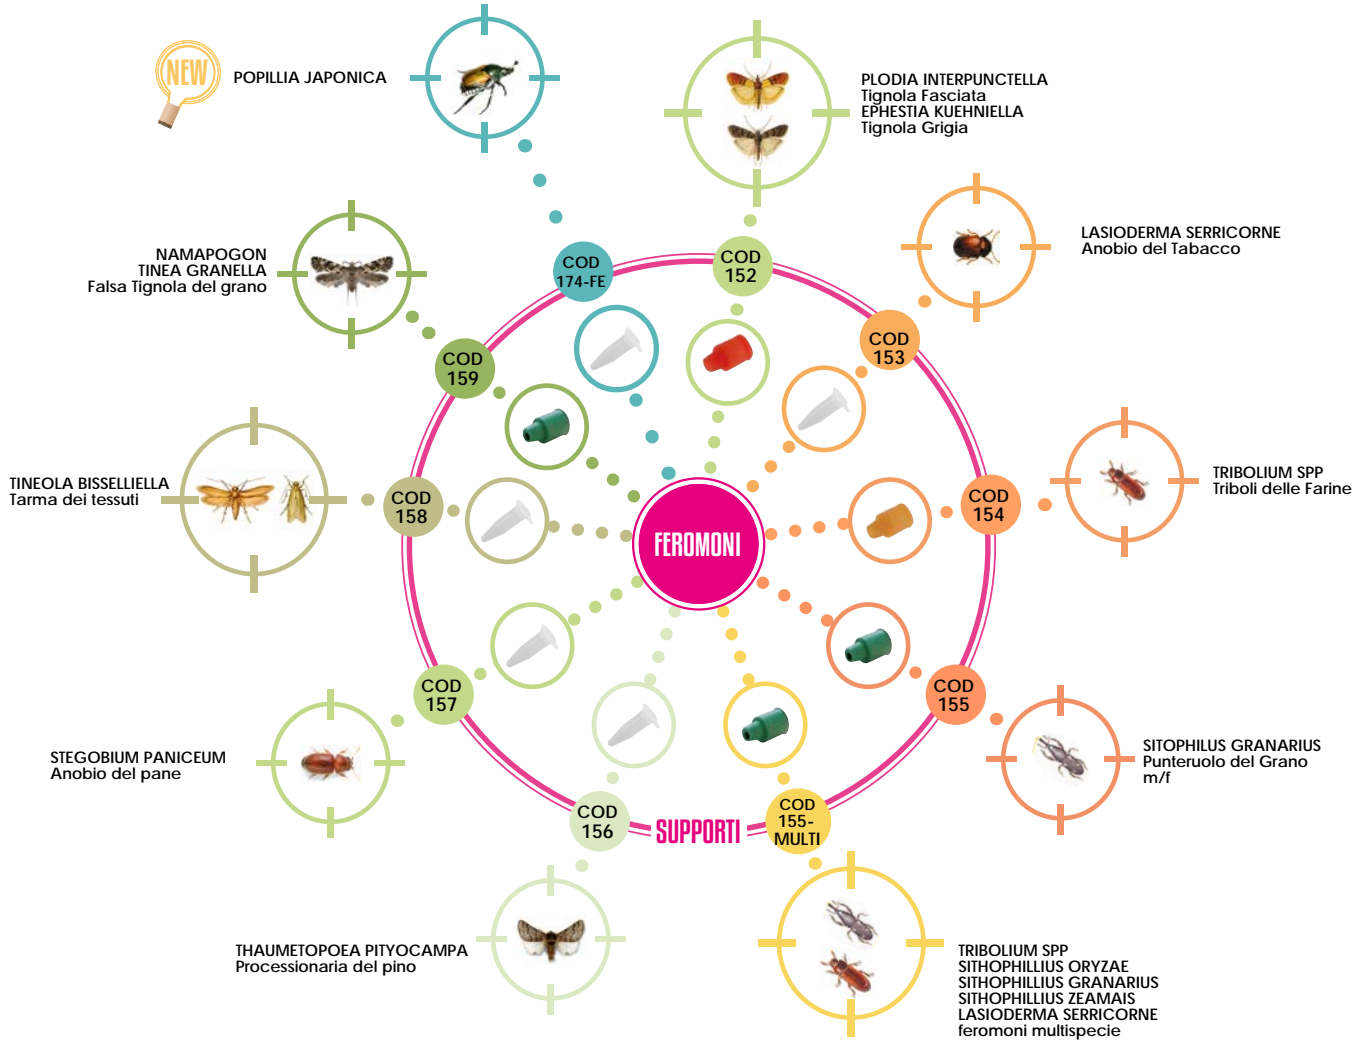 NEW
POPILLIA JAPONICA
PLODIA INTERPUNCTELLA
Tignola Fasciata
EPHESTIA KUEHNIELLA
Tignola Grigia
LASIODERMA SERRICORNE
Anobio del Tabacco
NAMAPOGON
TINEA GRANELLA
Falsa Tignola del grano
COD
174-FE
COD
152
COD
153
COD
159
TINEOLA BISSELLIELLA
Tarma dei tessuti
COD
158
COD
154
TRIBOLIUM SPP
Triboli delle Farine
FEROMONI
COD
157
COD
155
STEGOBIUM PANICEUM
Anobio del pane
SITOPHILUS GRANARIUS
Punteruolo del Grano
m/f
COD
156
SUPPORTI
COD
155-
MULTI
THAUMETOPOEA PITYOCAMPA
Processionaria del pino
TRIBOLIUM SPP
SITHOPHILLIUS ORYZAE
SITHOPHILLIUS GRANARIUS
SITHOPHILLIUS ZEAMAIS
LASIODERMA SERRICORNE
feromoni multispecie